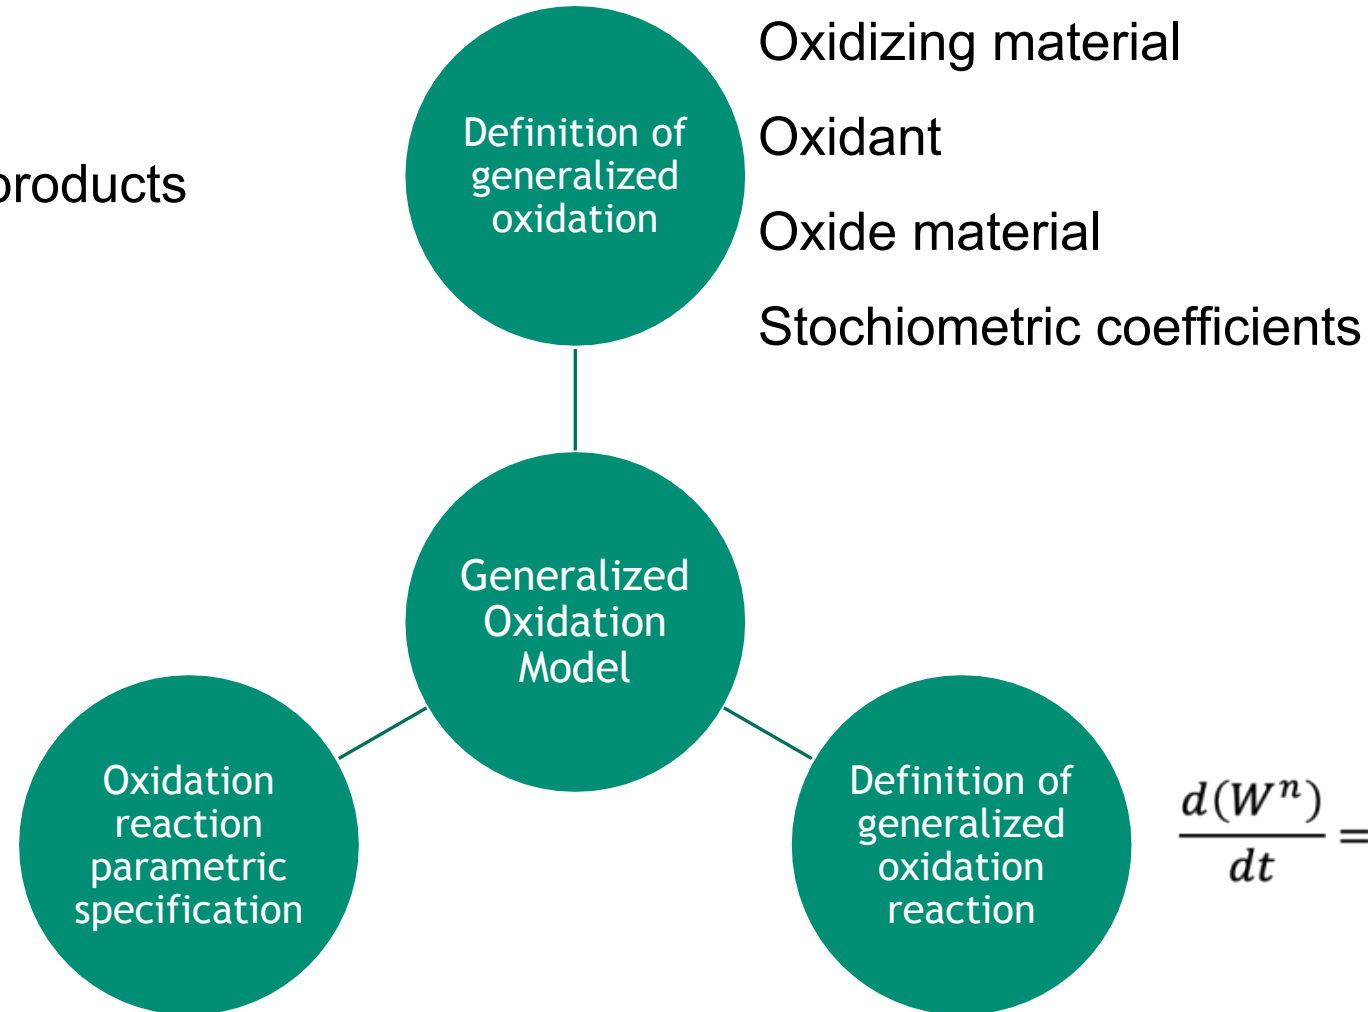 products
Definition of
generalized
oxidation
Oxidizing material
Oxidant
Oxide material
Stochiometric coefficients
Generalized
Oxidation
Model
Oxidation
reaction
parametric
specification
Definition of
generalized
oxidation
reaction
d(Wⁿ)
dt
=